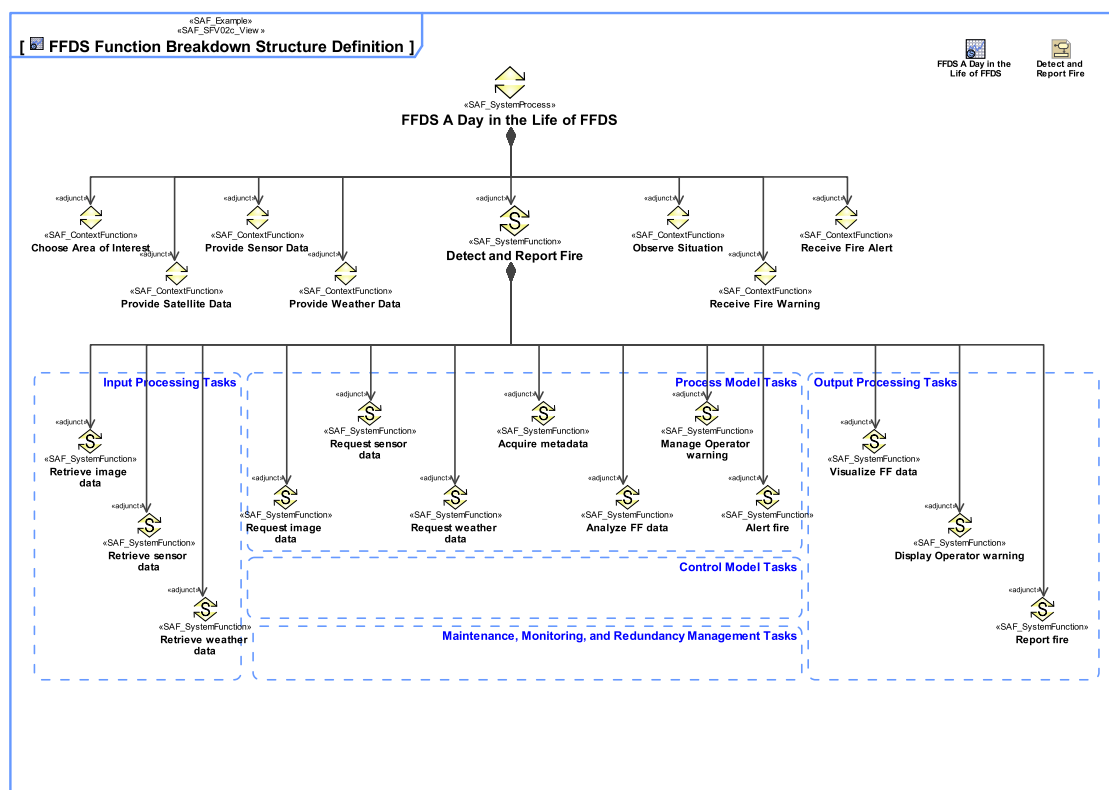 «SAF_Example»
«SAF_SFV02c_View »
[ FFDS Function Breakdown Structure Definition ]
FFDS A Day in the
Life of FFDS
Detect and
Report Fire
«SAF_SystemProcess»
FFDS A Day in the Life of FFDS
«adjunct»
«SAF_ContextFunction»
Choose Area of Interest
«adjunct»
«SAF_ContextFunction»
Provide Sensor Data
«adjunct»
«SAF_SystemFunction»
Detect and Report Fire
«adjunct»
«SAF_ContextFunction»
Observe Situation
«adjunct»
«SAF_ContextFunction»
Receive Fire Alert
«adjunct»
«SAF_ContextFunction»
Provide Satellite Data
«adjunct»
«SAF_ContextFunction»
Provide Weather Data
«adjunct»
«SAF_ContextFunction»
Receive Fire Warning
Input Processing Tasks
«adjunct»
S
«SAF_SystemFunction»
Retrieve image
data
«adjunct»
S
«SAF_SystemFunction»
Retrieve sensor
data
«adjunct»
S
«SAF_SystemFunction»
Retrieve weather
data
Process Model Tasks
«adjunct»
S
«SAF_SystemFunction»
Request sensor
data
«adjunct»
S
«SAF_SystemFunction»
Acquire metadata
«adjunct»
S
«SAF_SystemFunction»
Manage Operator
warning
«adjunct»
S
«SAF_SystemFunction»
Request image
data
«adjunct»
S
«SAF_SystemFunction»
Request weather
data
«adjunct»
S
«SAF_SystemFunction»
Analyze FF data
«adjunct»
S
«SAF_SystemFunction»
Alert fire
Control Model Tasks
Maintenance, Monitoring, and Redundancy Management Tasks
Output Processing Tasks
«adjunct»
S
«SAF_SystemFunction»
Visualize FF data
«adjunct»
S
«SAF_SystemFunction»
Display Operator warning
«adjunct»
S
«SAF_SystemFunction»
Report fire